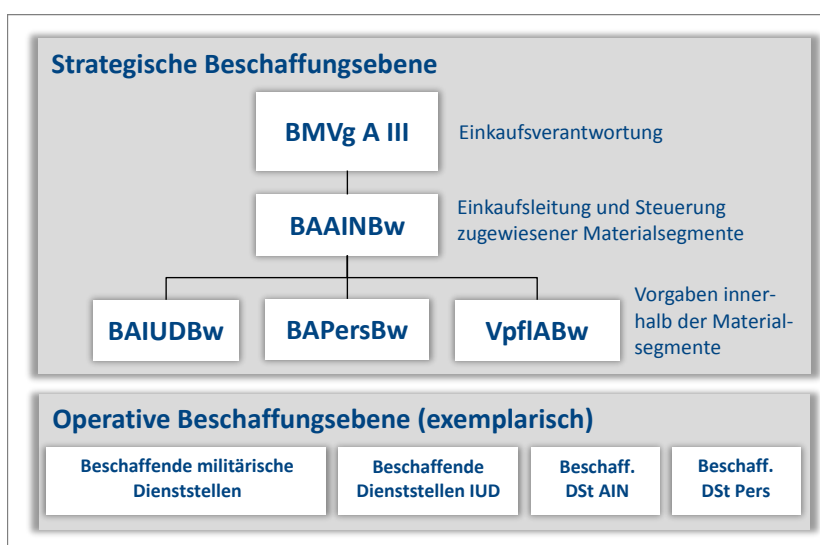 Strategische Beschaffungsebene
BMVg A III
Einkaufsverantwortung
BAAINBw
Einkaufsleitung und Steuerung
zugewiesener Materialsegmente
BAIUDBw
BAPersBw
VpflABw
Vorgaben inner-
halb der Material-
segmente
Operative Beschaffungsebene (exemplarisch)
Beschaffende militärische
Dienststellen
Beschaffende
Dienststellen IUD
Beschaff.
DSt AIN
Beschaff.
DSt Pers